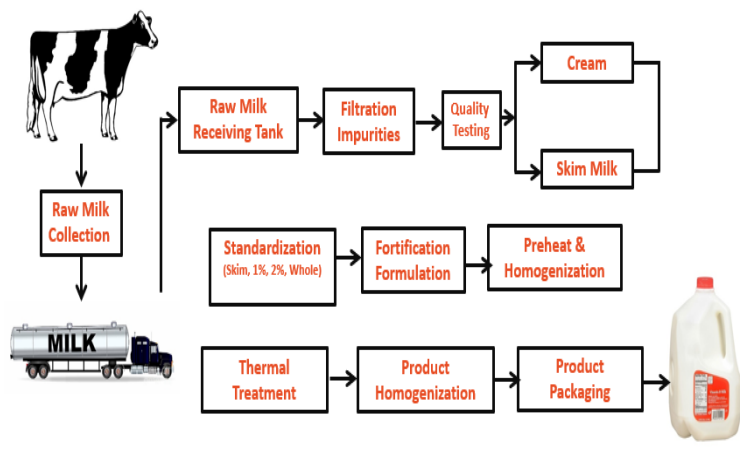 Raw Milk
Receiving Tank
Filtration
Impurities
Quality
Testing
Cream
Skim Milk
Raw Milk
Collection
Standardization
(Skim, 1%, 2%, Whole)
Fortification
Formulation
Preheat &
Homogenization
MILK
Thermal
Treatment
Product
Homogenization
Product
Packaging